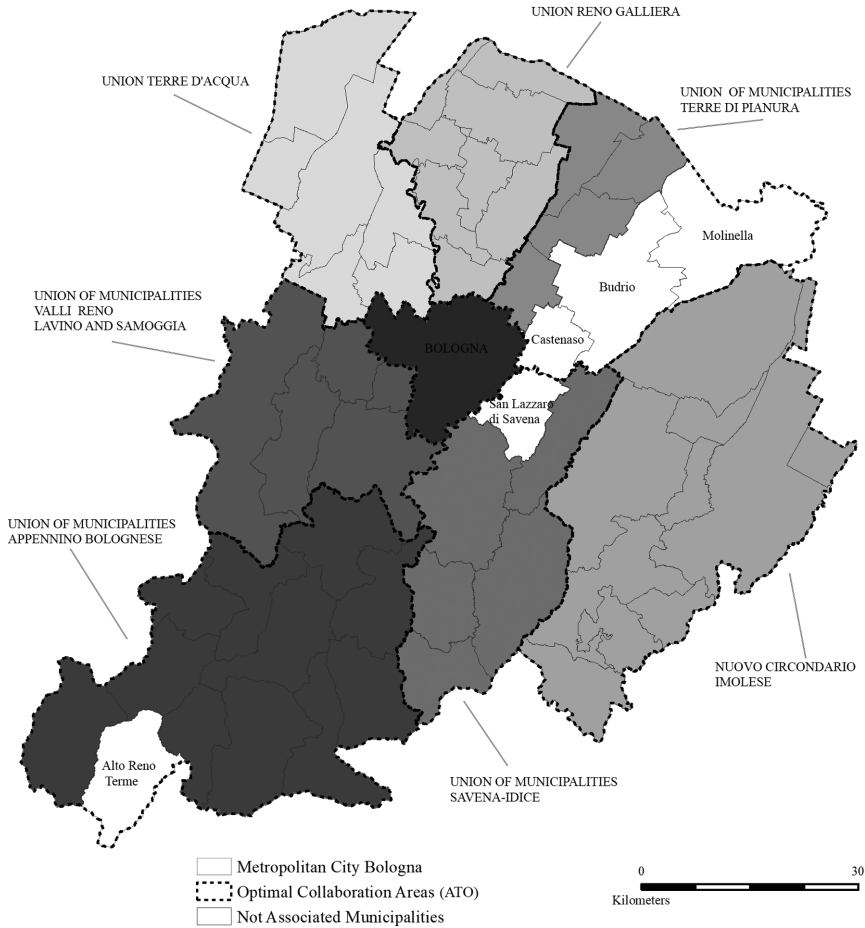 UNION RENO GALLIERA
UNION TERRE D'ACQUA
UNION OF MUNICIPALITIES
TERRE DI PIANURA
Molinella
Budrio
UNION OF MUNICIPALITIES
VALLI RENO
LAVINO AND SAMOGGIA
Castenaso
BOLOGNA
San Lazzaro
di Savena
UNION OF MUNICIPALITIES
APPENNINO BOLOGNESE
NUOVO CIRCONDARIO
IMOLESE
Alto Reno
Terme
UNION OF MUNICIPALITIES
SAVENA-IDICE
Metropolitan City Bologna
Optimal Collaboration Areas (ATO)
Not Associated Municipalities
0 30
Kilometers